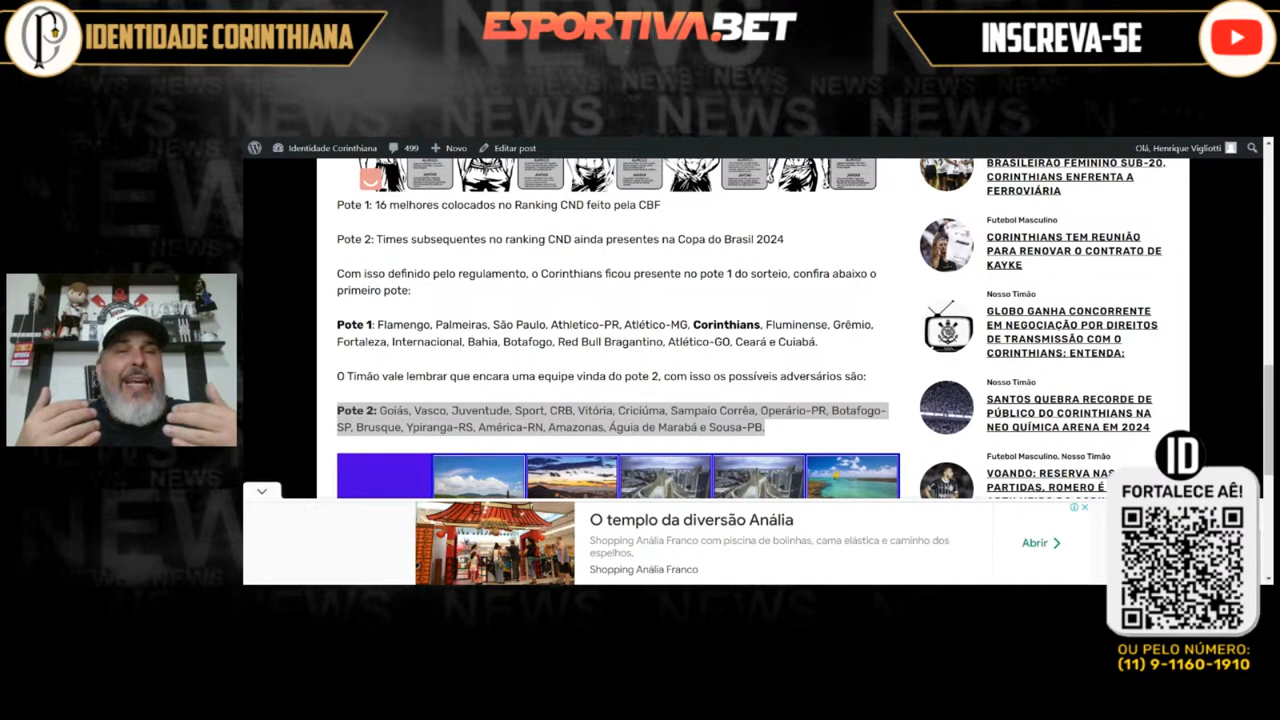 IDENTIDADE CORINTHIANA
ESPORTIVA.BET
INSCREVA-SE
NEWS
Identidade Corinthiana
499
Novo
Editar post
Olá, Henrique Vigliotti
Pote 1: 16 melhores colocados no Ranking CND feito pela CBF
Pote 2: Times subsequentes no ranking CND ainda presentes na Copa do Brasil 2024
Com isso definido pelo regulamento, o Corinthians ficou presente no pote 1 do sorteio, confira abaixo o
primeiro pote:
Pote 1: Flamengo, Palmeiras, São Paulo, Athletico-PR, Atlético-MG, Corinthians, Fluminense, Grêmio,
Fortaleza, Internacional, Bahia, Botafogo, Red Bull Bragantino, Atlético-GO, Ceará e Cuiabá.
O Timão vale lembrar que encara uma equipe vinda do pote 2, com isso os possíveis adversários são:
Pote 2: Goiás, Vasco, Juventude, Sport, CRB, Vitória, Criciúma, Sampaio Corrêa, Operário-PR, Botafogo-
SP, Brusque, Ypiranga-RS, América-RN, Amazonas, Águia de Marabá e Sousa-PB.
BRASILEIRÃO FEMININO SUB-20,
CORINTHIANS ENFRENTA A
FERROVIÁRIA
Futebol Masculino
CORINTHIANS TEM REUNIÃO
PARA RENOVAR O CONTRATO DE
KAYKE
Nosso Timão
GLOBO GANHA CONCORRENTE
EM NEGOCIAÇÃO POR DIREITOS
DE TRANSMISSÃO COM O
CORINTHIANS; ENTENDA:
Nosso Timão
SANTOS QUEBRA RECORDE DE
PÚBLICO DO CORINTHIANS NA
NEO QUÍMICA ARENA EM 2024
Futebol Masculino, Nosso Timão
VOANDO: RESERVA NAS
PARTIDAS, ROMERO É
O templo da diversão Anália
Shopping Anália Franco com piscina de bolinhas, cama elástica e caminho dos
espelhos.
Shopping Anália Franco
Abrir
ID
FORTALECE AÊ!
OU PELO NÚMERO:
(11) 9-1160-1910